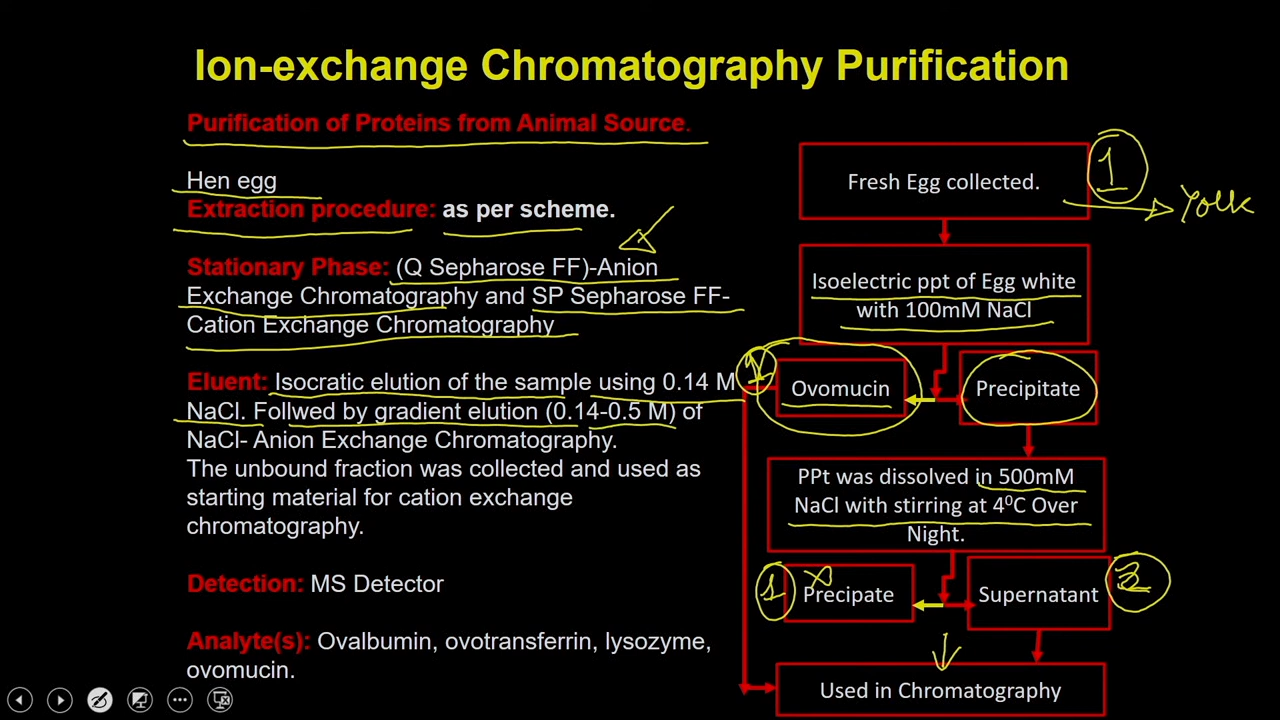 Ion-exchange Chromatography Purification
Purification of Proteins from Animal Source.
Hen egg
Extraction procedure: as per scheme.
Stationary Phase: (Q Sepharose FF)-Anion
Exchange Chromatography and SP Sepharose FF-
Cation Exchange Chromatography
Eluent: Isocratic elution of the sample using 0.14 M
NaCl. Follwed by gradient elution (0.14-0.5 M) of
NaCl- Anion Exchange Chromatography.
The unbound fraction was collected and used as
starting material for cation exchange
chromatography.
Detection: MS Detector
Analyte(s): Ovalbumin, ovotransferrin, lysozyme,
ovomucin.
Fresh Egg collected.
1
Yolk
Isoelectric ppt of Egg white
with 100mM NaCl
1
Ovomucin
Precipitate
PPt was dissolved in 500mM
NaCl with stirring at 4⁰C Over
Night.
1
Precipate
Supernatant
2
Used in Chromatography